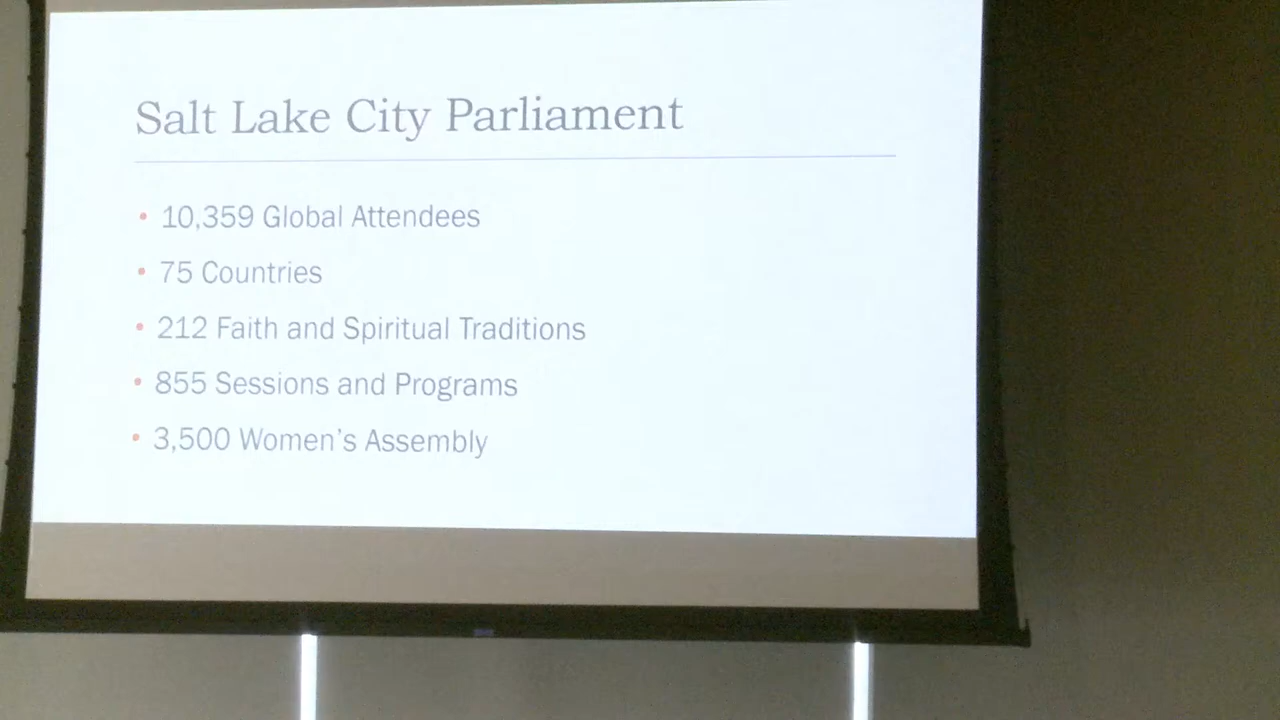 Salt Lake City Parliament
• 10,359 Global Attendees
• 75 Countries
• 212 Faith and Spiritual Traditions
• 855 Sessions and Programs
• 3,500 Women’s Assembly